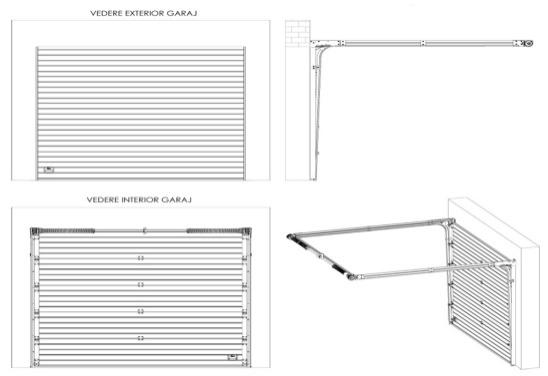 VEDERE EXTERIOR GARAJ
VEDERE INTERIOR GARAJ